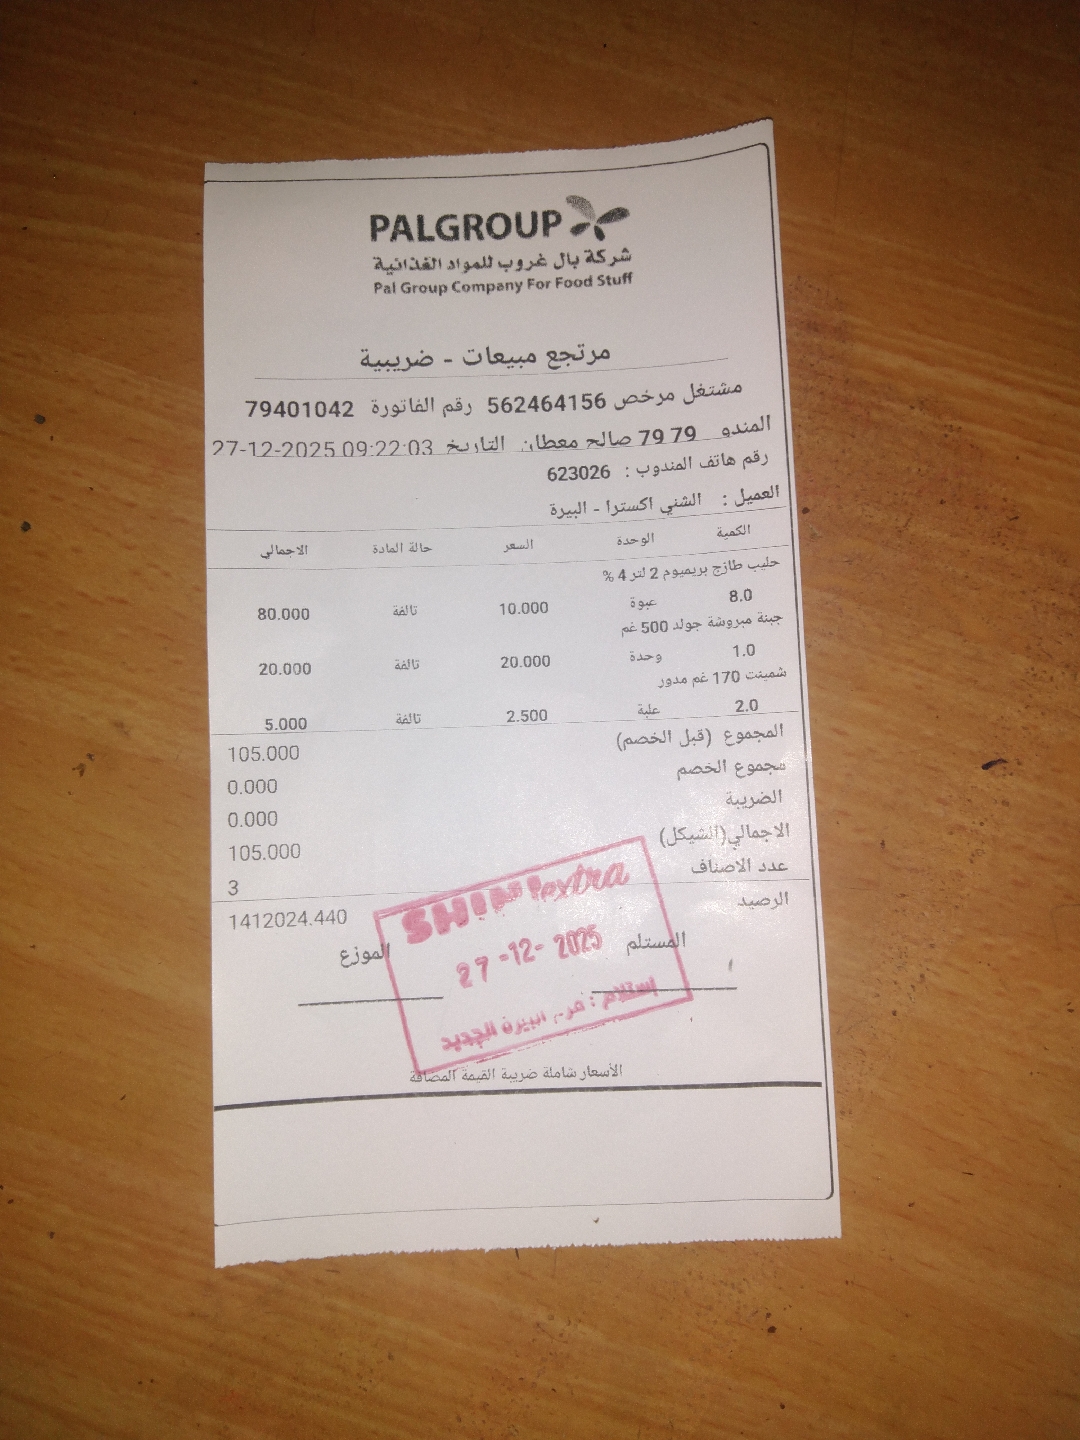 PALGROUP
شركة بال غروب للمواد الغذائية
Pal Group Company For Food Stuff
مرتجع مبيعات - ضريبية
مشتغل مرخص 562464156 رقم الفاتورة 79401042
المندو 79 79 صالح معطان التاريخ 27-12-2025 09:22:03
رقم هاتف المندوب : 623026
العميل : الشني اكسترا - البيرة
الكمية الوحدة السعر حالة المادة الاجمالي
حليب طازج بريميوم 2 لتر 4 %
8.0 عبوة 10.000 تالفة 80.000
جبنة مبروشة جولد 500 غم
1.0 وحدة 20.000 تالفة 20.000
شمينت 170 غم مدور
2.0 علبة 2.500 تالفة 5.000
المجموع (قبل الخصم) 105.000
مجموع الخصم 0.000
الضريبة 0.000
الاجمالي(الشيكل) 105.000
عدد الاصناف 3
الرصيد 1412024.440
SHINI extra
المستلم الموزع
27-12-2025
إستلام : فرع البيرة الجديد
الأسعار شاملة ضريبة القيمة المضافة